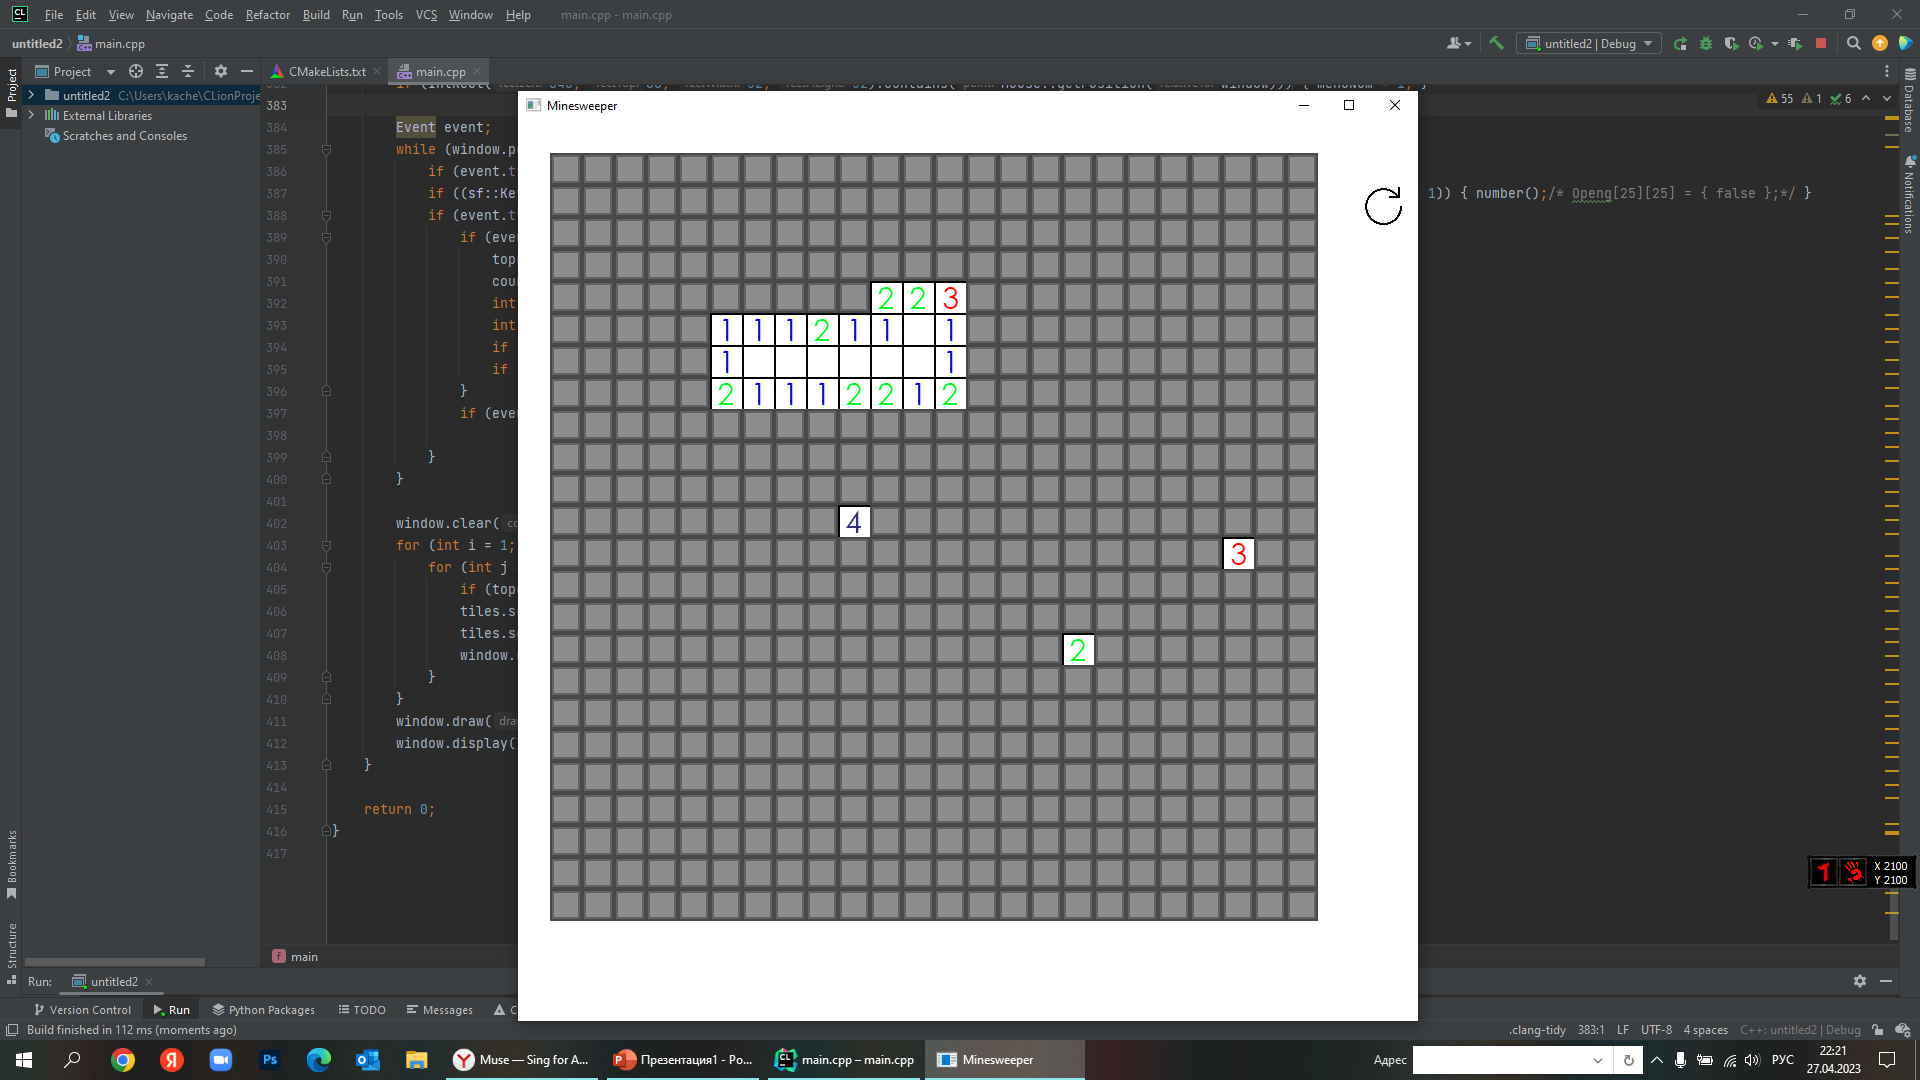 File Edit View Navigate Code Refactor Build Run Tools VCS Window Help main.cpp - main.cpp
untitled2 main.cpp untitled2 | Debug
Project CMakeLists.txt main.cpp
Project
untitled2 C:\Users\kache\CLionProje
External Libraries
Scratches and Consoles
Minesweeper
55 1 6
Database
Notifications
383
384 Event event;
385 while (window.p
386 if (event.t
387 if ((sf::Ke 1)) { number();/* Openg[25][25] = { false };*/ }
388 if (event.t
389 if (eve
390 top
391 cou
392 int
393 int
394 if
395 if
396 }
397 if (eve
398
399 }
400 }
401
402 window.clear(
403 for (int i = 1;
404 for (int j
405 if (top
406 tiles.s
407 tiles.s
408 window.
409 }
410 }
411 window.draw(
412 window.display(
413 }
414
415 return 0;
416 }
417
2 2 3
1 1 1 2 1 1 1
1 1
2 1 1 1 2 2 1 2
4
3
2
X 2100
Y 2100
Bookmarks
Structure
main
Run: untitled2
Version Control Run Python Packages TODO Messages C
Build finished in 112 ms (moments ago) .clang-tidy 383:1 LF UTF-8 4 spaces C++: untitled2 | Debug
Muse — Sing for A... Презентация1 - Po... main.cpp – main.cpp Minesweeper Адрес РУС 22:21
27.04.2023